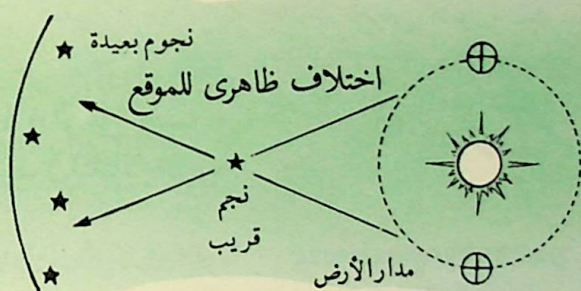 نجوم بعيدة
اختلاف ظاهرى للموقع
نجم
قريب
مدار الأرض